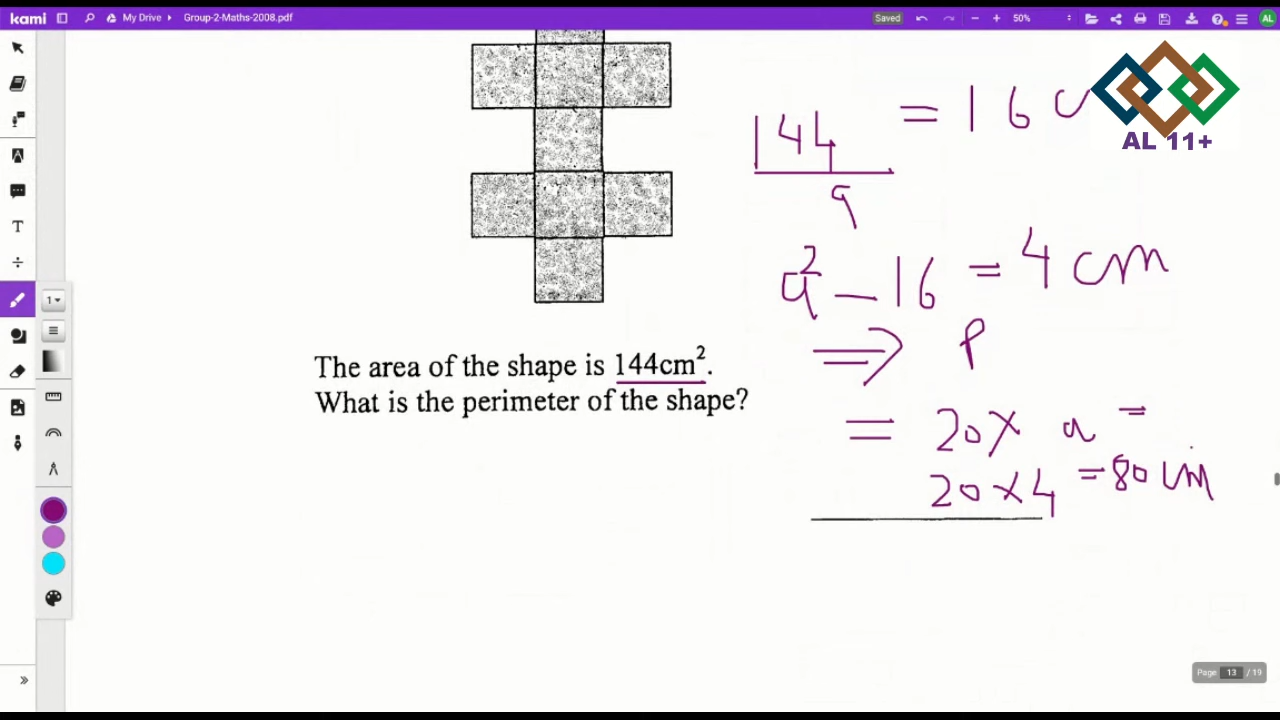 kami My Drive Group-2-Maths-2008.pdf Saved 50% AL
144 = 16 c
9
AL 11+
a² - 16 = 4 cm
The area of the shape is 144cm².
What is the perimeter of the shape?
⇒ P
= 20 × a =
20 × 4 = 80 cm
1
T
Page 13 / 19